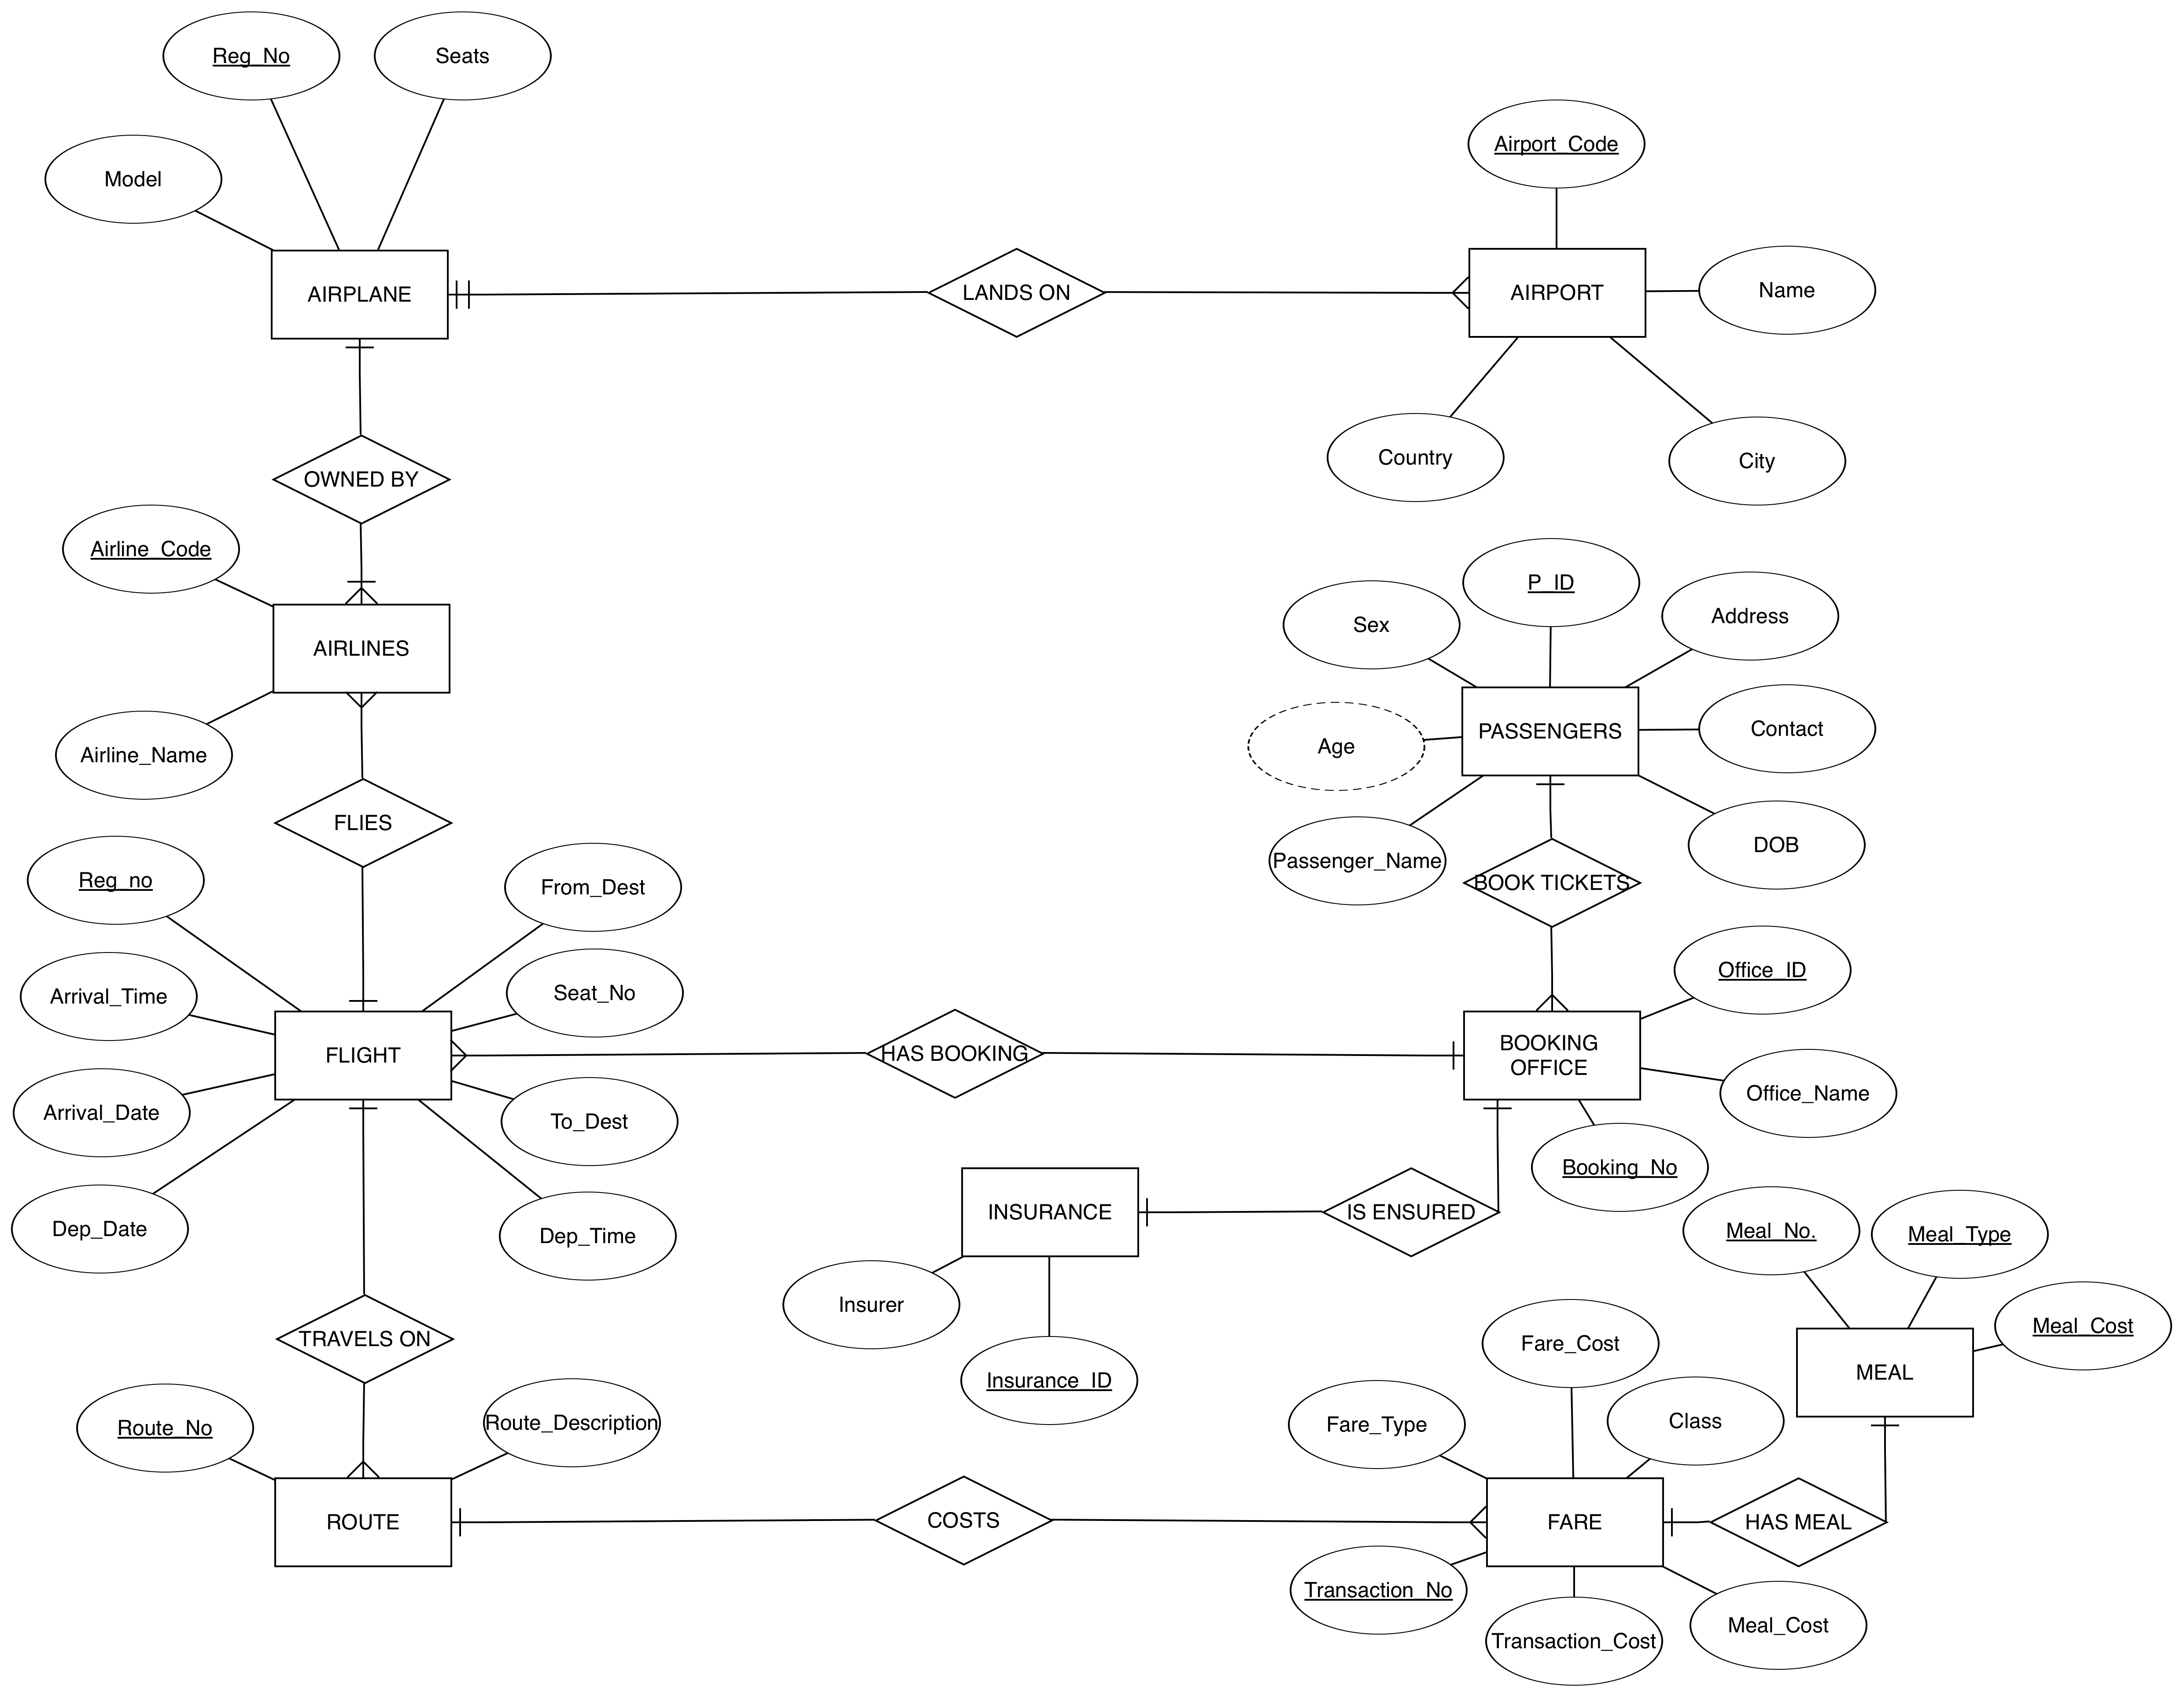 Reg_No
Seats
Model
Airport_Code
AIRPLANE
LANDS ON
AIRPORT
Name
Country
City
OWNED BY
Airline_Code
AIRLINES
Airline_Name
P_ID
Sex
Address
PASSENGERS
Contact
Age
Passenger_Name
DOB
FLIES
BOOK TICKETS
Reg_no
From_Dest
Arrival_Time
Seat_No
Office_ID
FLIGHT
HAS BOOKING
BOOKING
OFFICE
Office_Name
Arrival_Date
To_Dest
Booking_No
Dep_Date
Dep_Time
INSURANCE
IS ENSURED
Meal_No.
Meal_Type
Insurer
Meal_Cost
TRAVELS ON
Fare_Cost
MEAL
Insurance_ID
Route_No
Route_Description
Fare_Type
Class
ROUTE
COSTS
FARE
HAS MEAL
Transaction_No
Transaction_Cost
Meal_Cost